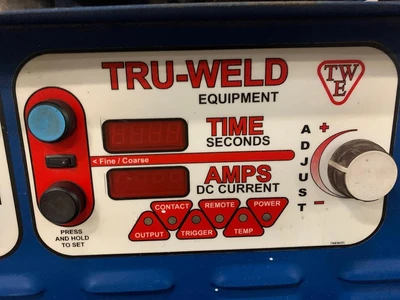 TRU-WELD
EQUIPMENT
TWE
TIME
SECONDS
< Fine / Coarse
AMPS
DC CURRENT
ADJUST
+
-
PRESS
AND HOLD
TO SET
CONTACT
REMOTE
POWER
OUTPUT
TRIGGER
TEMP